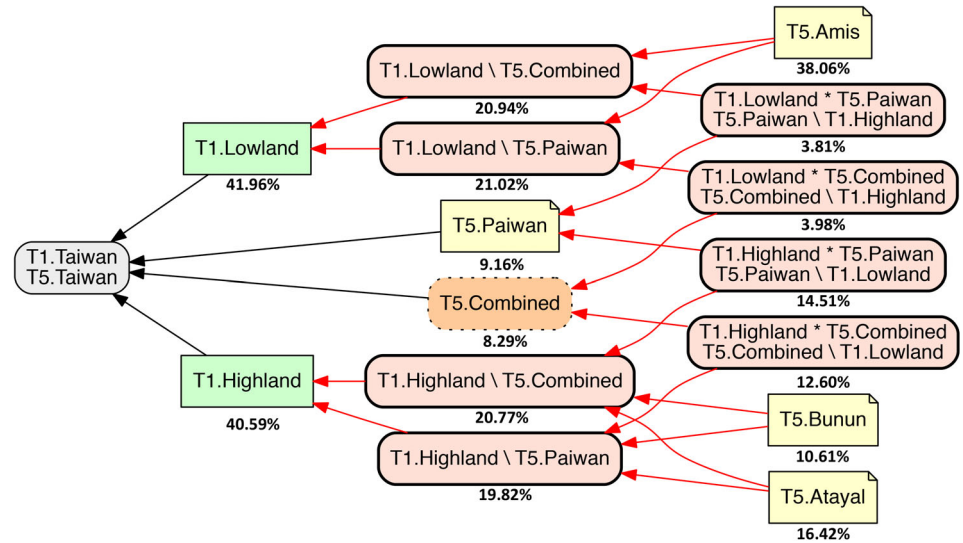 T5.Amis
38.06%
T1.Lowland \ T5.Combined
20.94%
T1.Lowland * T5.Paiwan
T5.Paiwan \ T1.Highland
3.81%
T1.Lowland
41.96%
T1.Lowland \ T5.Paiwan
21.02%
T1.Lowland * T5.Combined
T5.Combined \ T1.Highland
3.98%
T5.Paiwan
9.16%
T1.Taiwan
T5.Taiwan
T1.Highland * T5.Paiwan
T5.Paiwan \ T1.Lowland
14.51%
T5.Combined
8.29%
T1.Highland * T5.Combined
T5.Combined \ T1.Lowland
12.60%
T1.Highland
40.59%
T1.Highland \ T5.Combined
20.77%
T5.Bunun
10.61%
T1.Highland \ T5.Paiwan
19.82%
T5.Atayal
16.42%